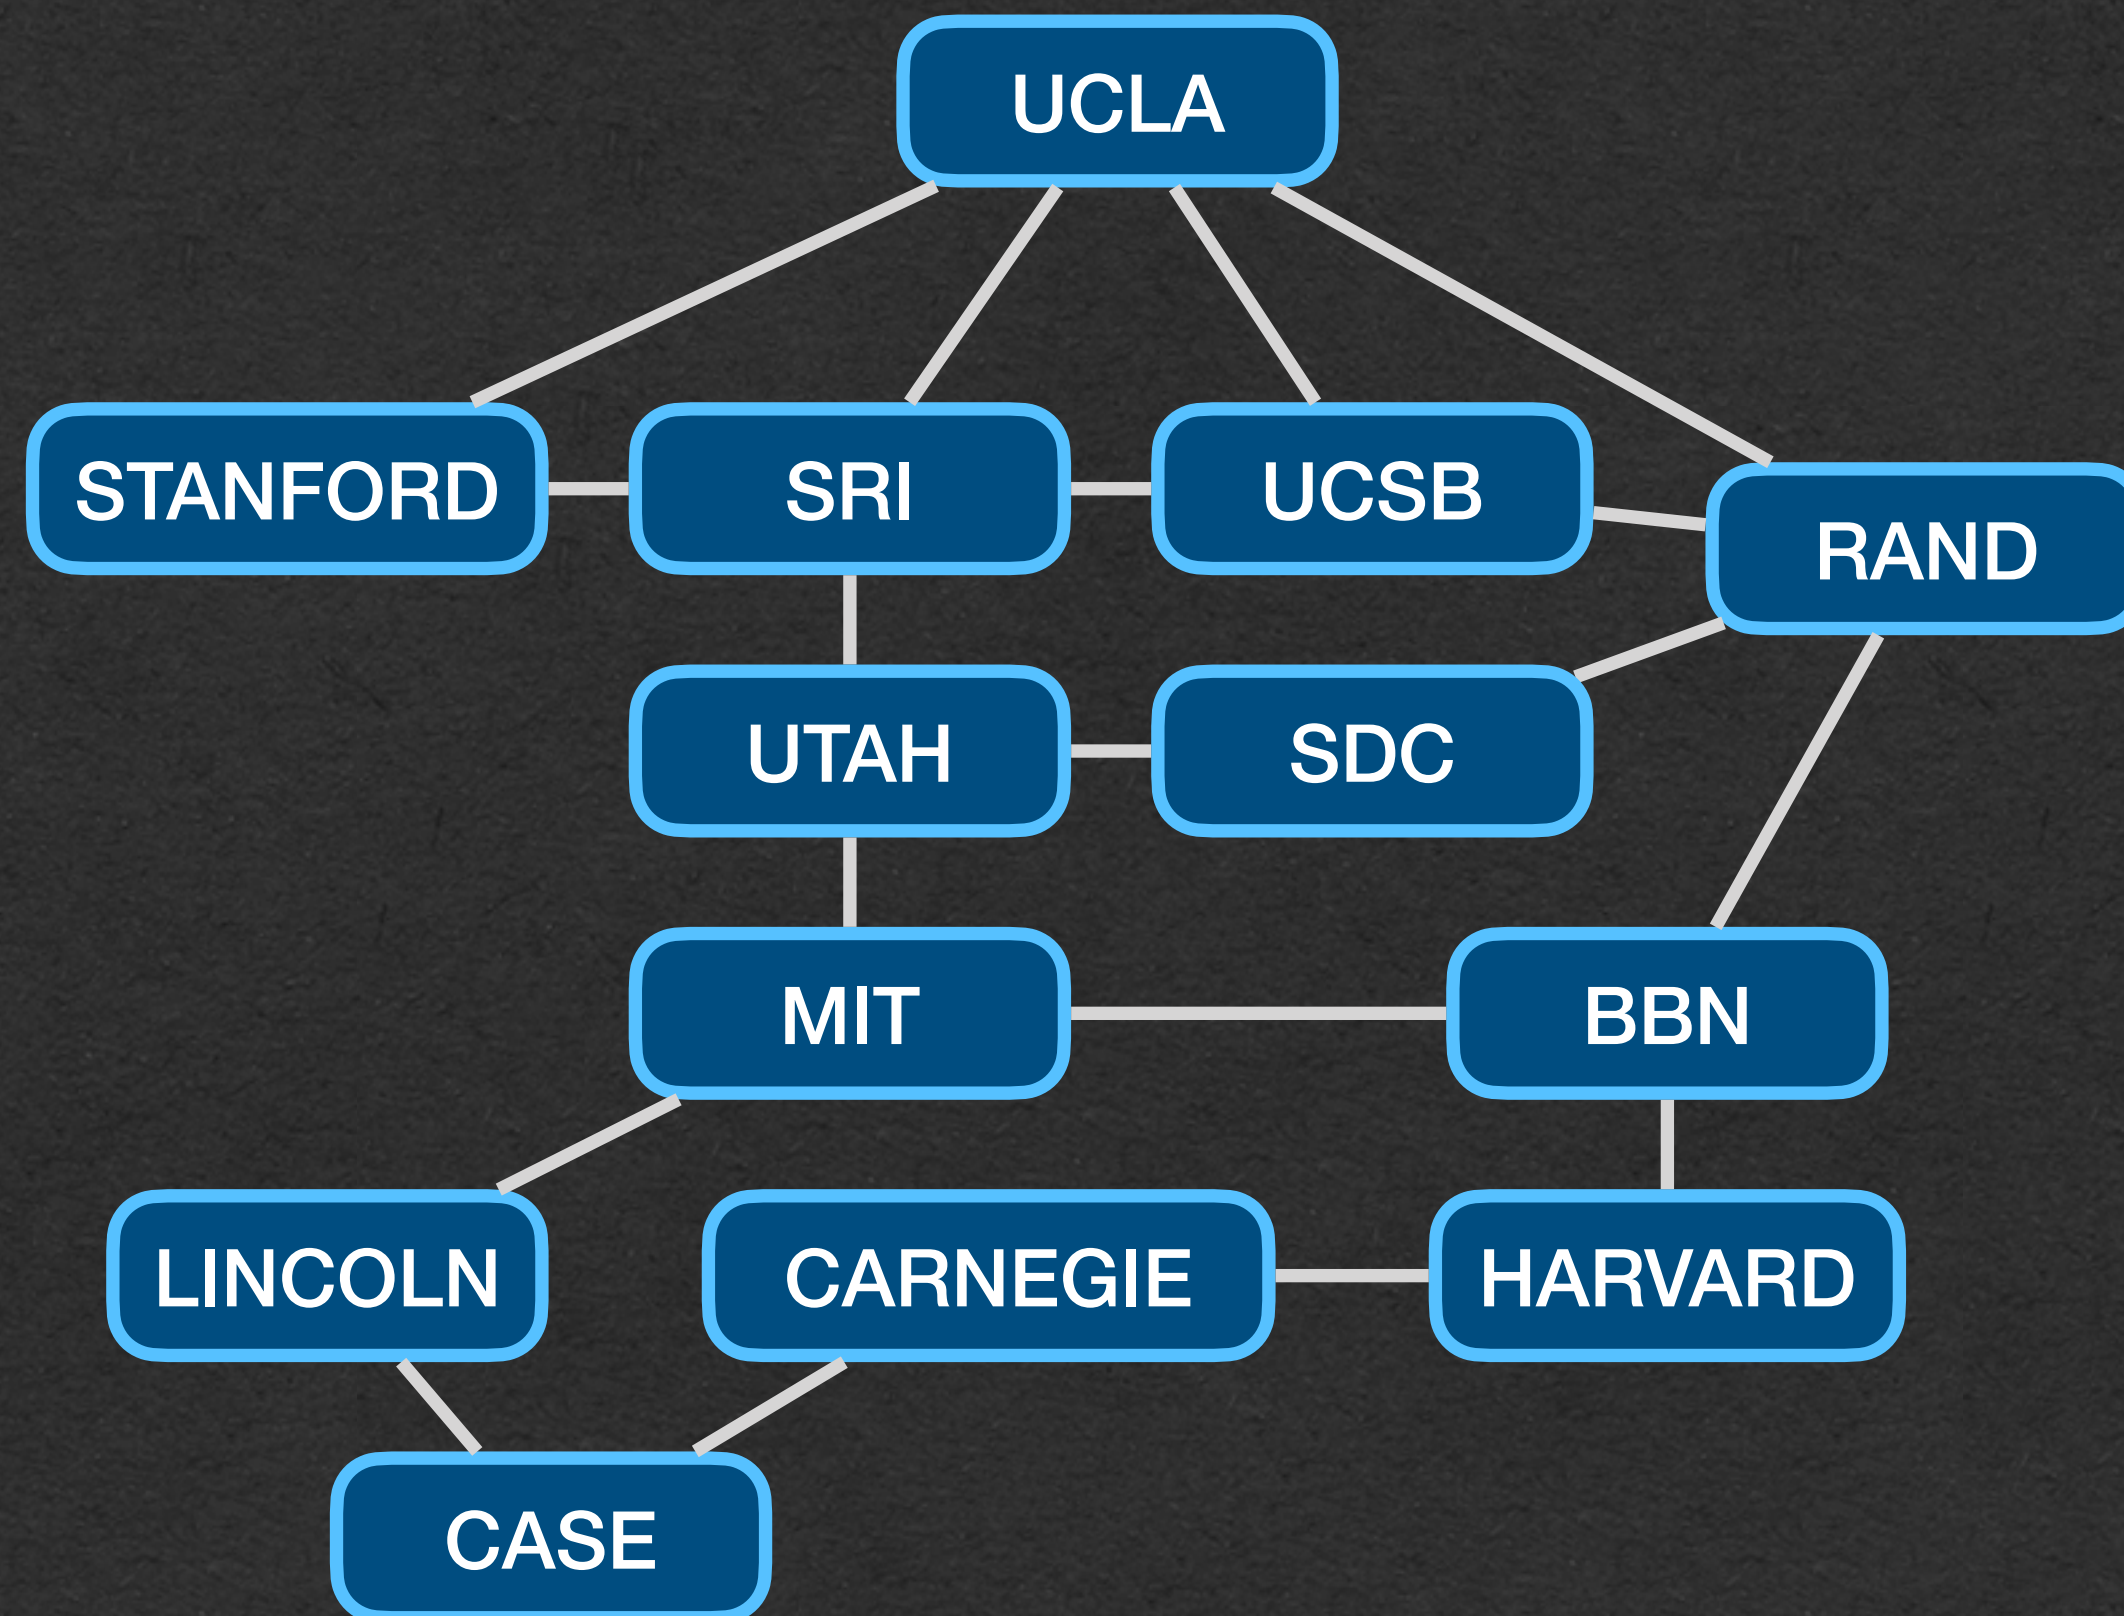 UCLA
STANFORD
SRI
UCSB
RAND
UTAH
SDC
MIT
BBN
LINCOLN
CARNEGIE
HARVARD
CASE